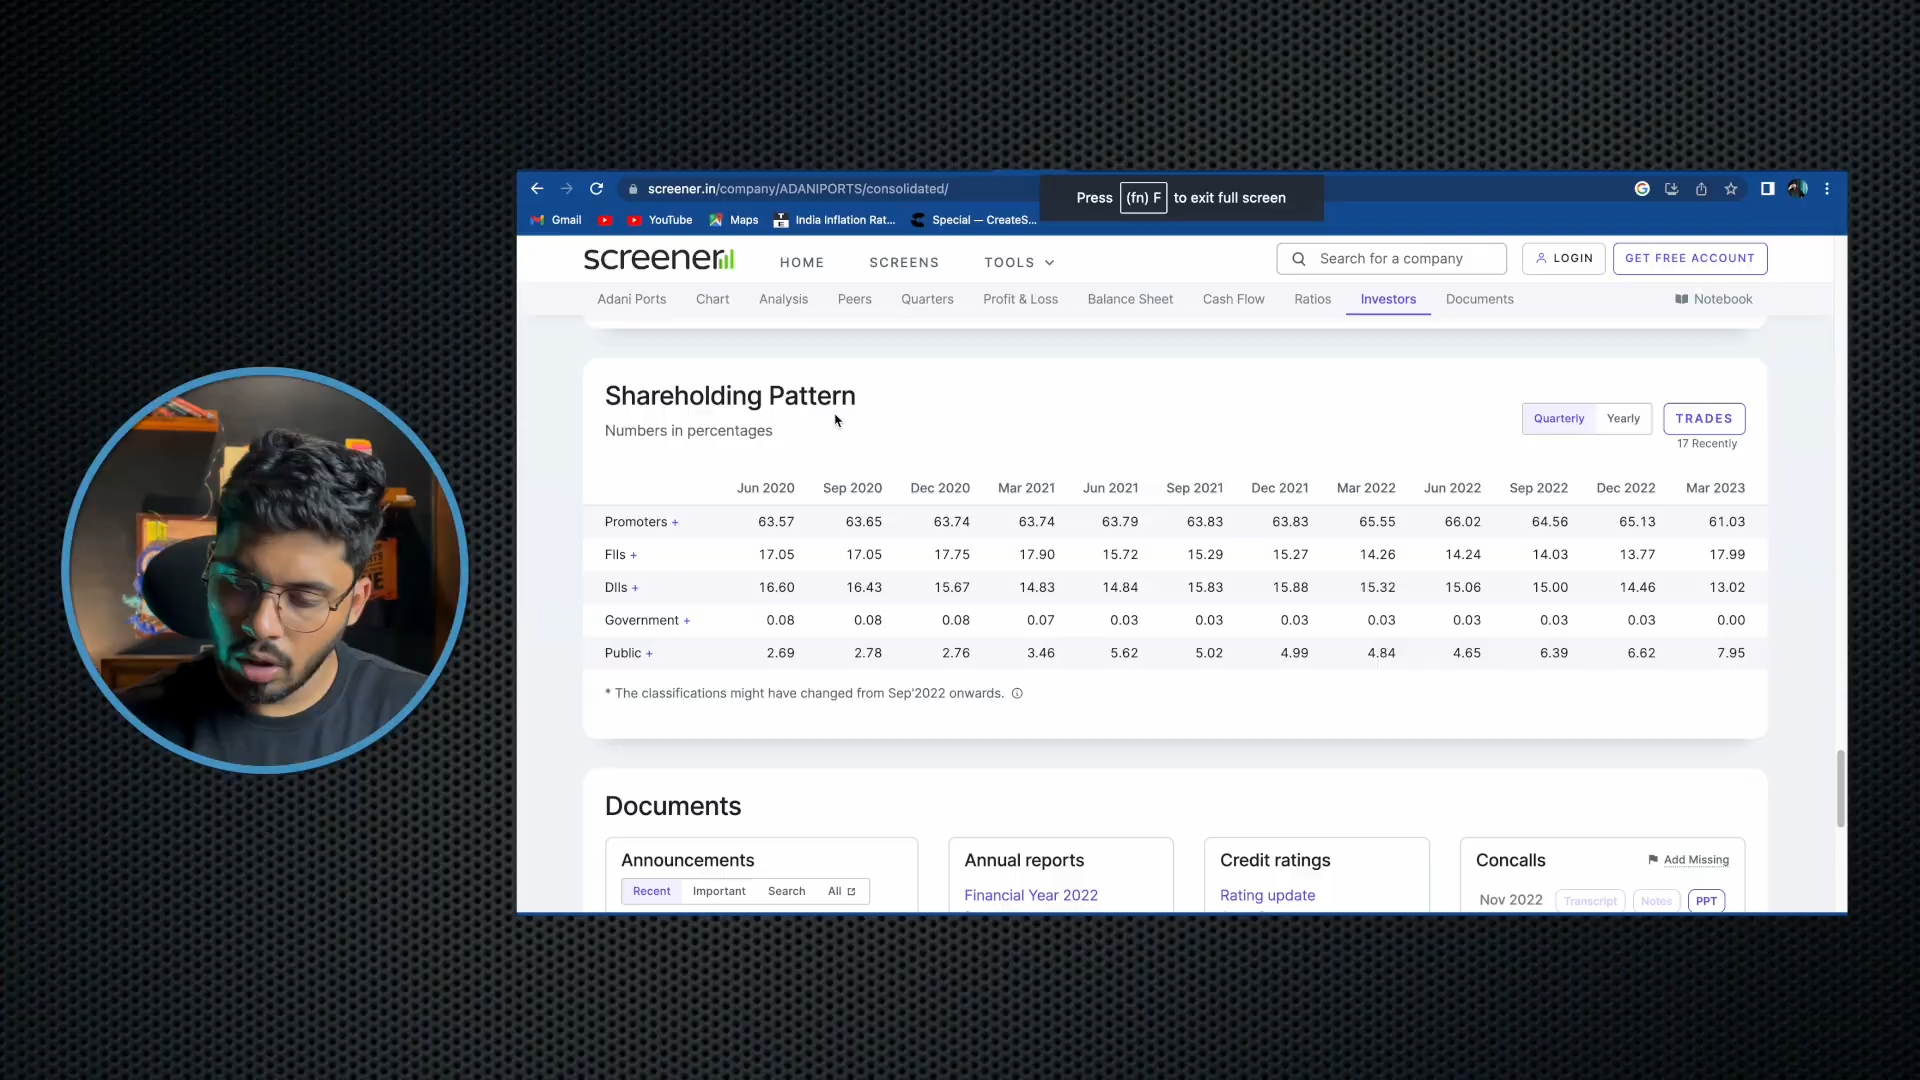 screener.in/company/ADANIPORTS/consolidated/
Press (fn) F to exit full screen
Gmail YouTube Maps India Inflation Rat... Special — CreateS...
screener HOME SCREENS TOOLS Search for a company LOGIN GET FREE ACCOUNT
Adani Ports Chart Analysis Peers Quarters Profit & Loss Balance Sheet Cash Flow Ratios Investors Documents Notebook
Shareholding Pattern
Numbers in percentages
Quarterly Yearly TRADES
17 Recently
Jun 2020 Sep 2020 Dec 2020 Mar 2021 Jun 2021 Sep 2021 Dec 2021 Mar 2022 Jun 2022 Sep 2022 Dec 2022 Mar 2023
Promoters + 63.57 63.65 63.74 63.74 63.79 63.83 63.83 65.55 66.02 64.56 65.13 61.03
FIIs + 17.05 17.05 17.75 17.90 15.72 15.29 15.27 14.26 14.24 14.03 13.77 17.99
DIIs + 16.60 16.43 15.67 14.83 14.84 15.83 15.88 15.32 15.06 15.00 14.46 13.02
Government + 0.08 0.08 0.08 0.07 0.03 0.03 0.03 0.03 0.03 0.03 0.03 0.00
Public + 2.69 2.78 2.76 3.46 5.62 5.02 4.99 4.84 4.65 6.39 6.62 7.95
* The classifications might have changed from Sep'2022 onwards.
Documents
Announcements
Recent Important Search All
Annual reports
Financial Year 2022
Credit ratings
Rating update
Concalls Add Missing
Nov 2022 Transcript Notes PPT